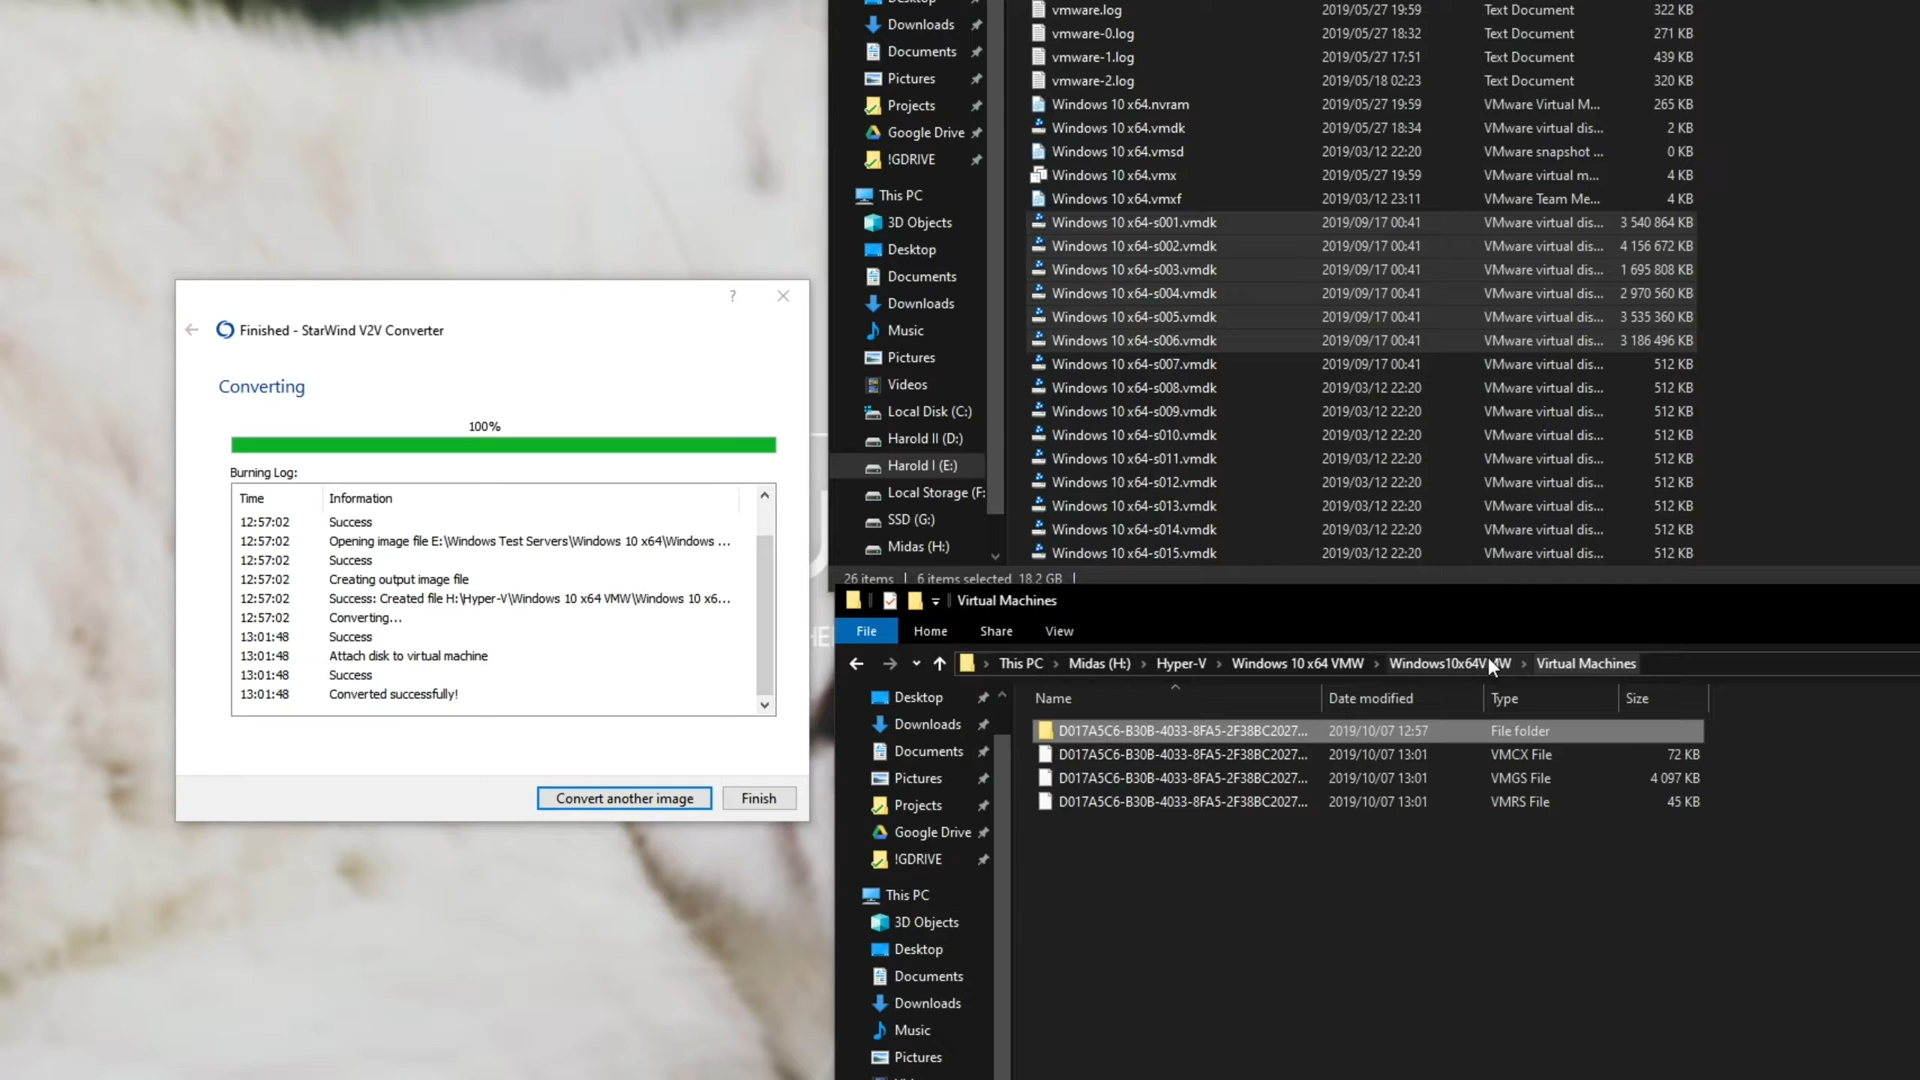 Finished - StarWind V2V Converter
Converting
100%
Burning Log:
Time Information
12:57:02 Success
12:57:02 Opening image file E:\Windows Test Servers\Windows 10 x64\Windows ...
12:57:02 Success
12:57:02 Creating output image file
12:57:02 Success: Created file H:\Hyper-V\Windows 10 x64 VMW\Windows 10 x6...
12:57:02 Converting...
13:01:48 Success
13:01:48 Attach disk to virtual machine
13:01:48 Success
13:01:48 Converted successfully!
Convert another image Finish
Desktop
Downloads
Documents
Pictures
Projects
Google Drive
!GDRIVE
This PC
3D Objects
Desktop
Documents
Downloads
Music
Pictures
Videos
Local Disk (C:)
Harold II (D:)
Harold I (E:)
Local Storage (F:
SSD (G:)
Midas (H:)
vmware.log 2019/05/27 19:59 Text Document 322 KB
vmware-0.log 2019/05/27 18:32 Text Document 271 KB
vmware-1.log 2019/05/27 17:51 Text Document 439 KB
vmware-2.log 2019/05/18 02:23 Text Document 320 KB
Windows 10 x64.nvram 2019/05/27 19:59 VMware Virtual M... 265 KB
Windows 10 x64.vmdk 2019/05/27 18:34 VMware virtual dis... 2 KB
Windows 10 x64.vmsd 2019/03/12 22:20 VMware snapshot ... 0 KB
Windows 10 x64.vmx 2019/05/27 19:59 VMware virtual m... 4 KB
Windows 10 x64.vmxf 2019/03/12 23:11 VMware Team Me... 4 KB
Windows 10 x64-s001.vmdk 2019/09/17 00:41 VMware virtual dis... 3 540 864 KB
Windows 10 x64-s002.vmdk 2019/09/17 00:41 VMware virtual dis... 4 156 672 KB
Windows 10 x64-s003.vmdk 2019/09/17 00:41 VMware virtual dis... 1 695 808 KB
Windows 10 x64-s004.vmdk 2019/09/17 00:41 VMware virtual dis... 2 970 560 KB
Windows 10 x64-s005.vmdk 2019/09/17 00:41 VMware virtual dis... 3 535 360 KB
Windows 10 x64-s006.vmdk 2019/09/17 00:41 VMware virtual dis... 3 186 496 KB
Windows 10 x64-s007.vmdk 2019/09/17 00:41 VMware virtual dis... 512 KB
Windows 10 x64-s008.vmdk 2019/03/12 22:20 VMware virtual dis... 512 KB
Windows 10 x64-s009.vmdk 2019/03/12 22:20 VMware virtual dis... 512 KB
Windows 10 x64-s010.vmdk 2019/03/12 22:20 VMware virtual dis... 512 KB
Windows 10 x64-s011.vmdk 2019/03/12 22:20 VMware virtual dis... 512 KB
Windows 10 x64-s012.vmdk 2019/03/12 22:20 VMware virtual dis... 512 KB
Windows 10 x64-s013.vmdk 2019/03/12 22:20 VMware virtual dis... 512 KB
Windows 10 x64-s014.vmdk 2019/03/12 22:20 VMware virtual dis... 512 KB
Windows 10 x64-s015.vmdk 2019/03/12 22:20 VMware virtual dis... 512 KB
26 items 6 items selected 18.2 GB
Virtual Machines
File Home Share View
This PC Midas (H:) Hyper-V Windows 10 x64 VMW Windows10x64VMW Virtual Machines
Desktop
Downloads
Documents
Pictures
Projects
Google Drive
!GDRIVE
This PC
3D Objects
Desktop
Documents
Downloads
Music
Pictures
Name Date modified Type Size
D017A5C6-B30B-4033-8FA5-2F38BC2027... 2019/10/07 12:57 File folder
D017A5C6-B30B-4033-8FA5-2F38BC2027... 2019/10/07 13:01 VMCX File 72 KB
D017A5C6-B30B-4033-8FA5-2F38BC2027... 2019/10/07 13:01 VMGS File 4 097 KB
D017A5C6-B30B-4033-8FA5-2F38BC2027... 2019/10/07 13:01 VMRS File 45 KB